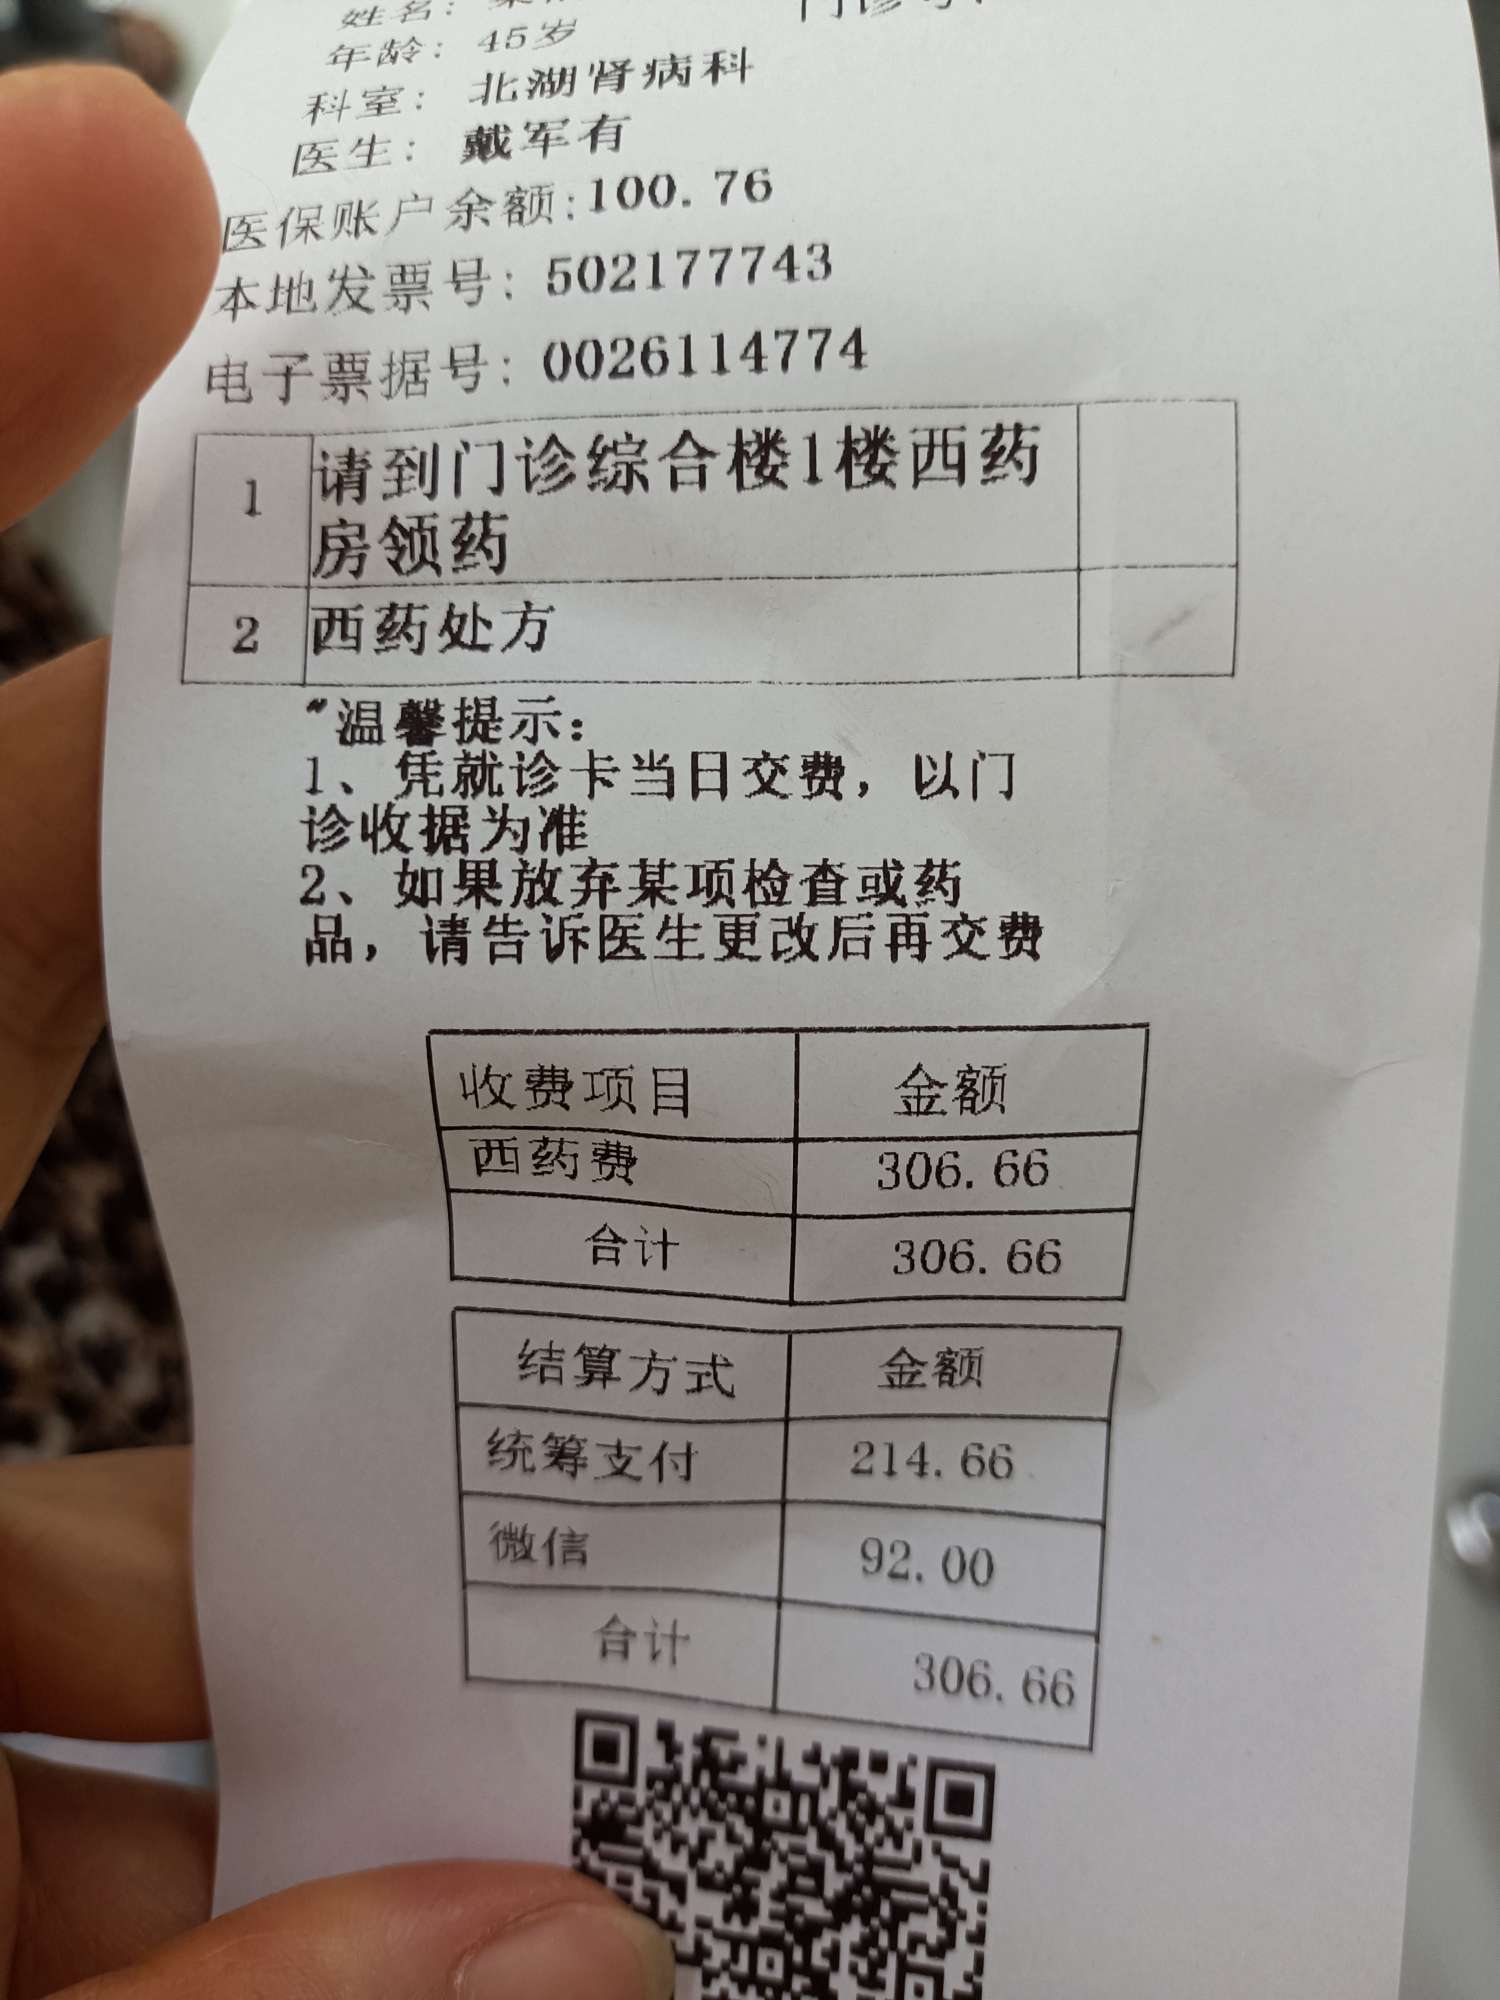 姓名:
年龄: 45岁
科室: 北湖肾病科
医生: 戴军有
医保账户余额:100.76
本地发票号: 502177743
电子票据号: 0026114774
1 请到门诊综合楼1楼西药
房领药
2 西药处方
"温馨提示:
1、凭就诊卡当日交费，以门
诊收据为准
2、如果放弃某项检查或药
品，请告诉医生更改后再交费
收费项目 金额
西药费 306.66
合计 306.66
结算方式 金额
统筹支付 214.66
微信 92.00
合计 306.66